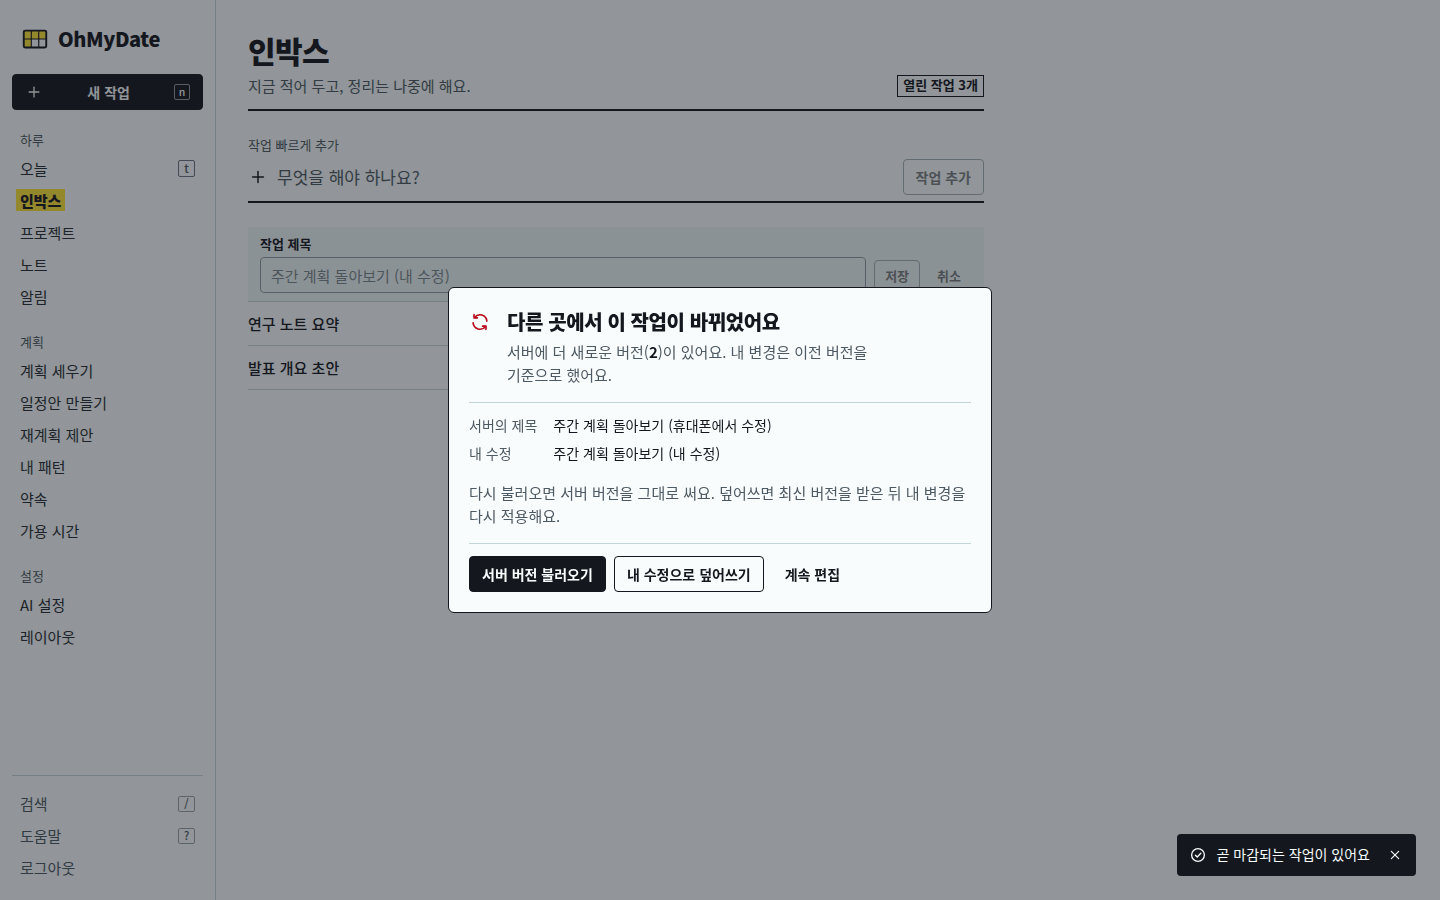 OhMyDate
새 작업 n
하루
오늘 t
인박스
프로젝트
노트
알림
계획
계획 세우기
일정안 만들기
재계획 제안
내 패턴
약속
가용 시간
설정
AI 설정
레이아웃
검색 /
도움말 ?
로그아웃
인박스
지금 적어 두고, 정리는 나중에 해요.
열린 작업 3개
작업 빠르게 추가
무엇을 해야 하나요?
작업 추가
작업 제목
주간 계획 돌아보기 (내 수정)
저장
취소
연구 노트 요약
발표 개요 초안
다른 곳에서 이 작업이 바뀌었어요
서버에 더 새로운 버전(2)이 있어요. 내 변경은 이전 버전을
기준으로 했어요.
서버의 제목 주간 계획 돌아보기 (휴대폰에서 수정)
내 수정 주간 계획 돌아보기 (내 수정)
다시 불러오면 서버 버전을 그대로 써요. 덮어쓰면 최신 버전을 받은 뒤 내 변경을
다시 적용해요.
서버 버전 불러오기
내 수정으로 덮어쓰기
계속 편집
곧 마감되는 작업이 있어요